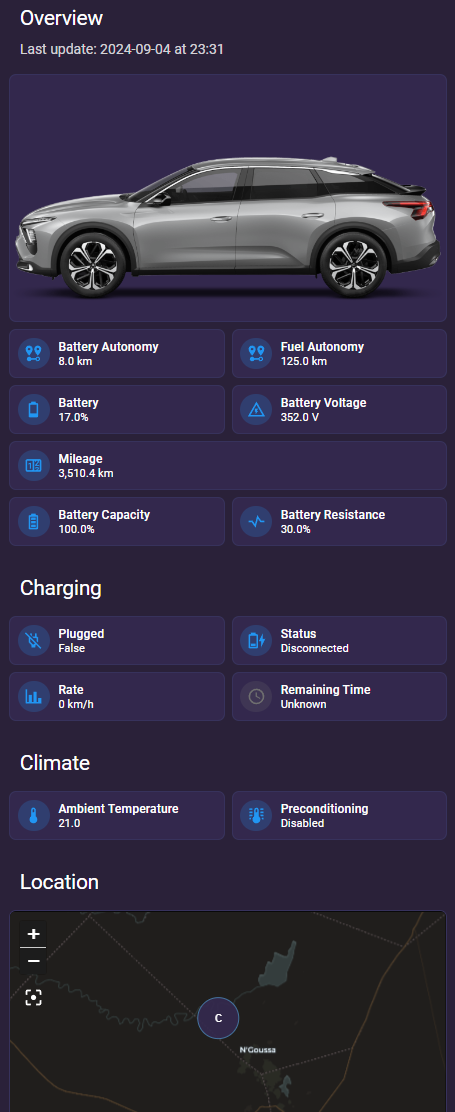 Overview
Last update: 2024-09-04 at 23:31
Battery Autonomy
8.0 km
Fuel Autonomy
125.0 km
Battery
17.0%
Battery Voltage
352.0 V
Mileage
3,510.4 km
Battery Capacity
100.0%
Battery Resistance
30.0%
Charging
Plugged
False
Status
Disconnected
Rate
0 km/h
Remaining Time
Unknown
Climate
Ambient Temperature
21.0
Preconditioning
Disabled
Location
+
−
C
N'Goussa